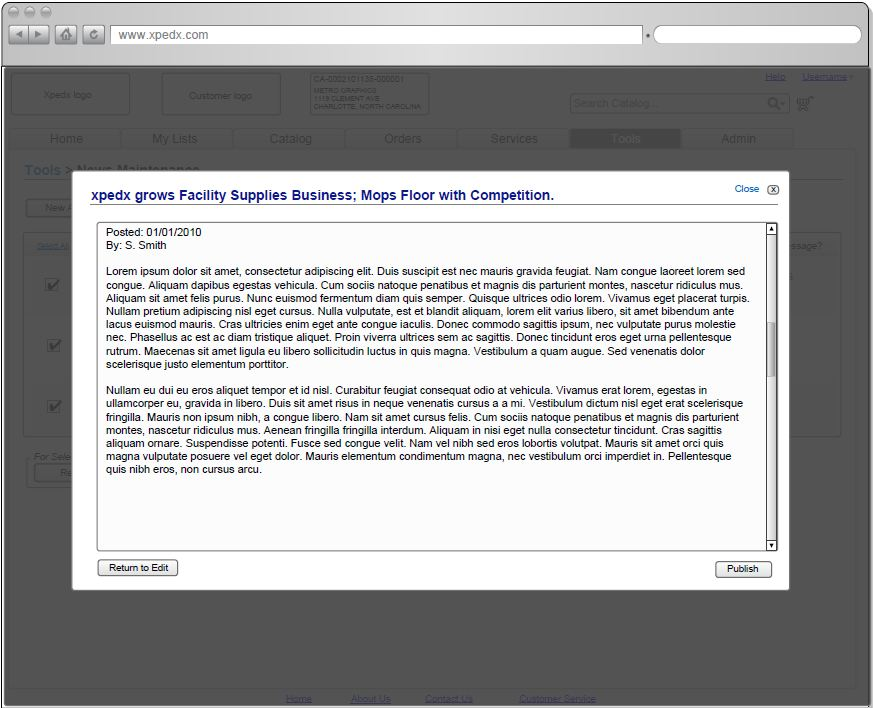 www.xpedx.com
Xpedx logo
Customer logo
CA-0002101135-000001
METRO GRAPHICS
1119 CLEMENT AVE
CHARLOTTE, NORTH CAROLINA
Help
Username
Search Catalog...
Home
My Lists
Catalog
Orders
Services
Tools
Admin
Tools > News Maintenance
New A
Select All
ssage?
xpedx grows Facility Supplies Business; Mops Floor with Competition.
Close
X
Posted: 01/01/2010
By: S. Smith
Lorem ipsum dolor sit amet, consectetur adipiscing elit. Duis suscipit est nec mauris gravida feugiat. Nam congue laoreet lorem sed
congue. Aliquam dapibus egestas vehicula. Cum sociis natoque penatibus et magnis dis parturient montes, nascetur ridiculus mus.
Aliquam sit amet felis purus. Nunc euismod fermentum diam quis semper. Quisque ultrices odio lorem. Vivamus eget placerat turpis.
Nullam pretium adipiscing nisl eget cursus. Nulla vulputate, est et blandit aliquam, lorem elit varius libero, sit amet bibendum ante
lacus euismod mauris. Cras ultricies enim eget ante congue iaculis. Donec commodo sagittis ipsum, nec vulputate purus molestie
nec. Phasellus ac est ac diam tristique aliquet. Proin viverra ultrices sem ac sagittis. Donec tincidunt eros eget urna pellentesque
rutrum. Maecenas sit amet ligula eu libero sollicitudin luctus in quis magna. Vestibulum a quam augue. Sed venenatis dolor
scelerisque justo elementum porttitor.
Nullam eu dui eu eros aliquet tempor et id nisl. Curabitur feugiat consequat odio at vehicula. Vivamus erat lorem, egestas in
ullamcorper eu, gravida in libero. Duis sit amet risus in neque venenatis cursus a a mi. Vestibulum dictum nisl eget erat scelerisque
fringilla. Mauris non ipsum nibh, a congue libero. Nam sit amet cursus felis. Cum sociis natoque penatibus et magnis dis parturient
montes, nascetur ridiculus mus. Aenean fringilla fringilla interdum. Aliquam in nisi eget nulla consectetur tincidunt. Cras sagittis
aliquam ornare. Suspendisse potenti. Fusce sed congue velit. Nam vel nibh sed eros lobortis volutpat. Mauris sit amet orci quis
magna vulputate posuere vel eget dolor. Mauris elementum condimentum magna, nec vestibulum orci imperdiet in. Pellentesque
quis nibh eros, non cursus arcu.
For Sele
Re
Return to Edit
Publish
Home
About Us
Contact Us
Customer Service